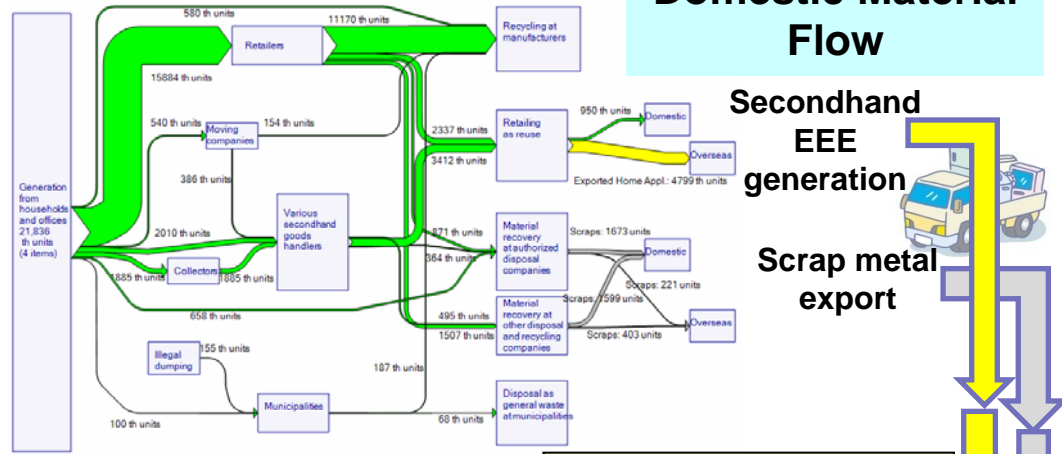 Domestic Material
Flow
580 th units
11170 th units
Retailers
Recycling at
manufacturers
15884 th units
540 th units
Moving
companies
154 th units
2337 th units
3412 th units
Retailing
as reuse
950 th units
Domestic
Overseas
Exported Home Appl.: 4799 th units
386 th units
Generation
from
households
and offices
21,836
th units
(4 items)
2010 th units
Various
secondhand
goods
handlers
Collectors
1885 th units
1885 th units
871 th units
364 th units
Material
recovery
at authorized
disposal
companies
Scraps: 1673 units
Domestic
Scraps: 221 units
Scraps: 1599 units
658 th units
495 th units
1507 th units
Material
recovery at
other disposal
and recycling
companies
Overseas
Scraps: 403 units
Illegal
dumping
155 th units
187 th units
Municipalities
100 th units
68 th units
Disposal as
general waste
at municipalities
Secondhand
EEE
generation
Scrap metal
export